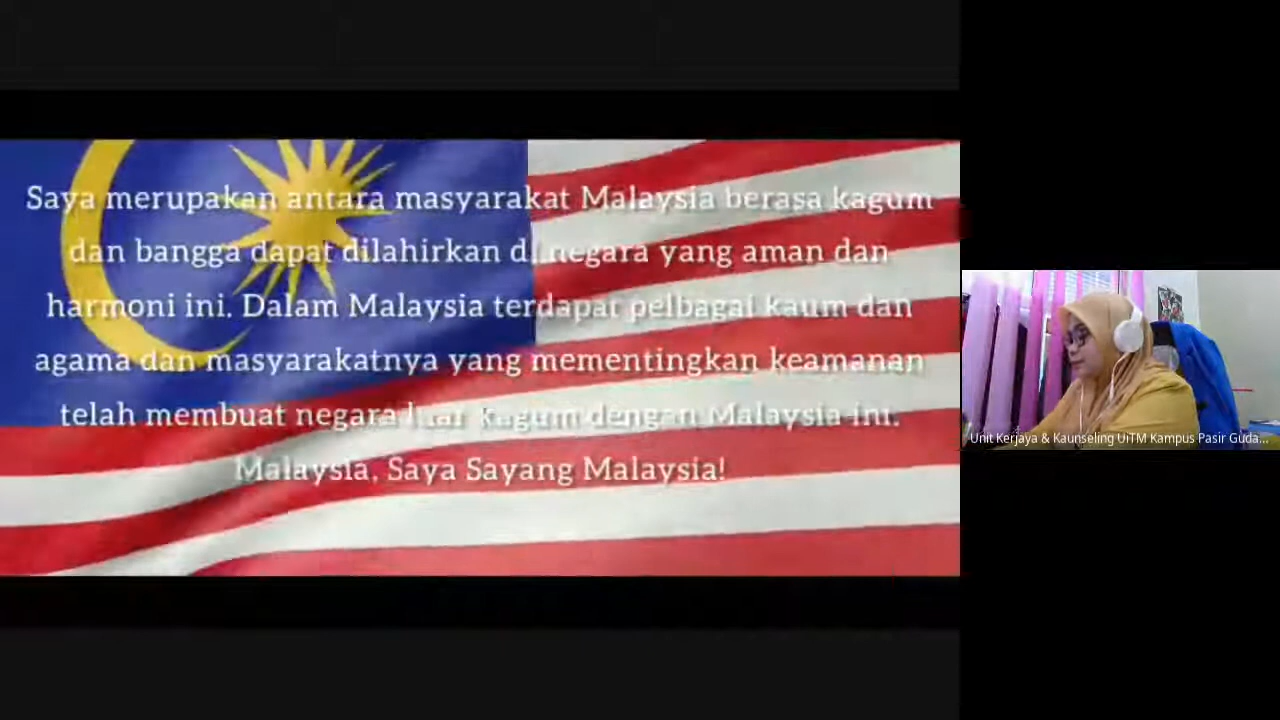 Saya merupakan antara masyarakat Malaysia berasa kagum
dan bangga dapat dilahirkan di negara yang aman dan
harmoni ini. Dalam Malaysia terdapat pelbagai kaum dan
agama dan masyarakatnya yang mementingkan keamanan
telah membuat negara luar kagum dengan Malaysia ini.
Malaysia, Saya Sayang Malaysia!
Unit Kerjaya & Kaunseling UiTM Kampus Pasir Guda...